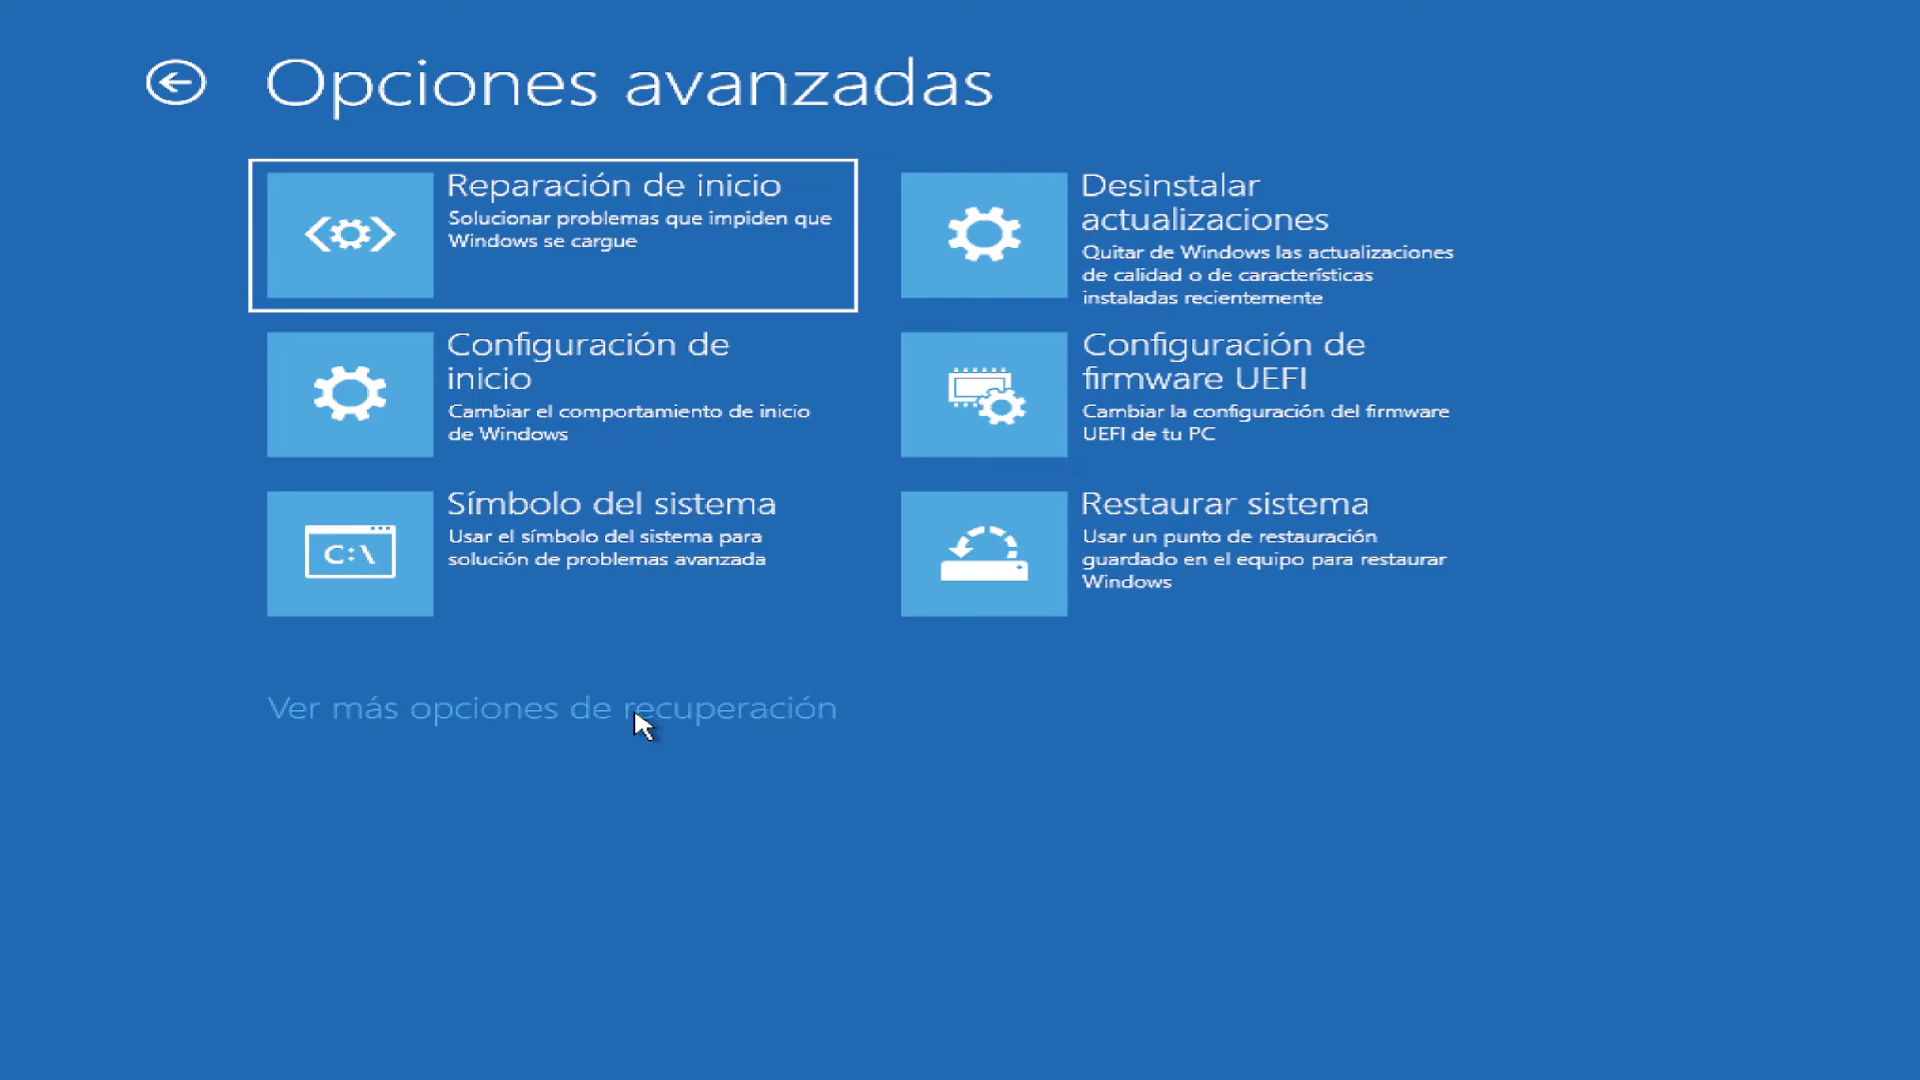 Opciones avanzadas
Reparación de inicio
Solucionar problemas que impiden que
Windows se cargue
Desinstalar
actualizaciones
Quitar de Windows las actualizaciones
de calidad o de características
instaladas recientemente
Configuración de
inicio
Cambiar el comportamiento de inicio
de Windows
Configuración de
firmware UEFI
Cambiar la configuración del firmware
UEFI de tu PC
C:\
Símbolo del sistema
Usar el símbolo del sistema para
solución de problemas avanzada
Restaurar sistema
Usar un punto de restauración
guardado en el equipo para restaurar
Windows
Ver más opciones de recuperación